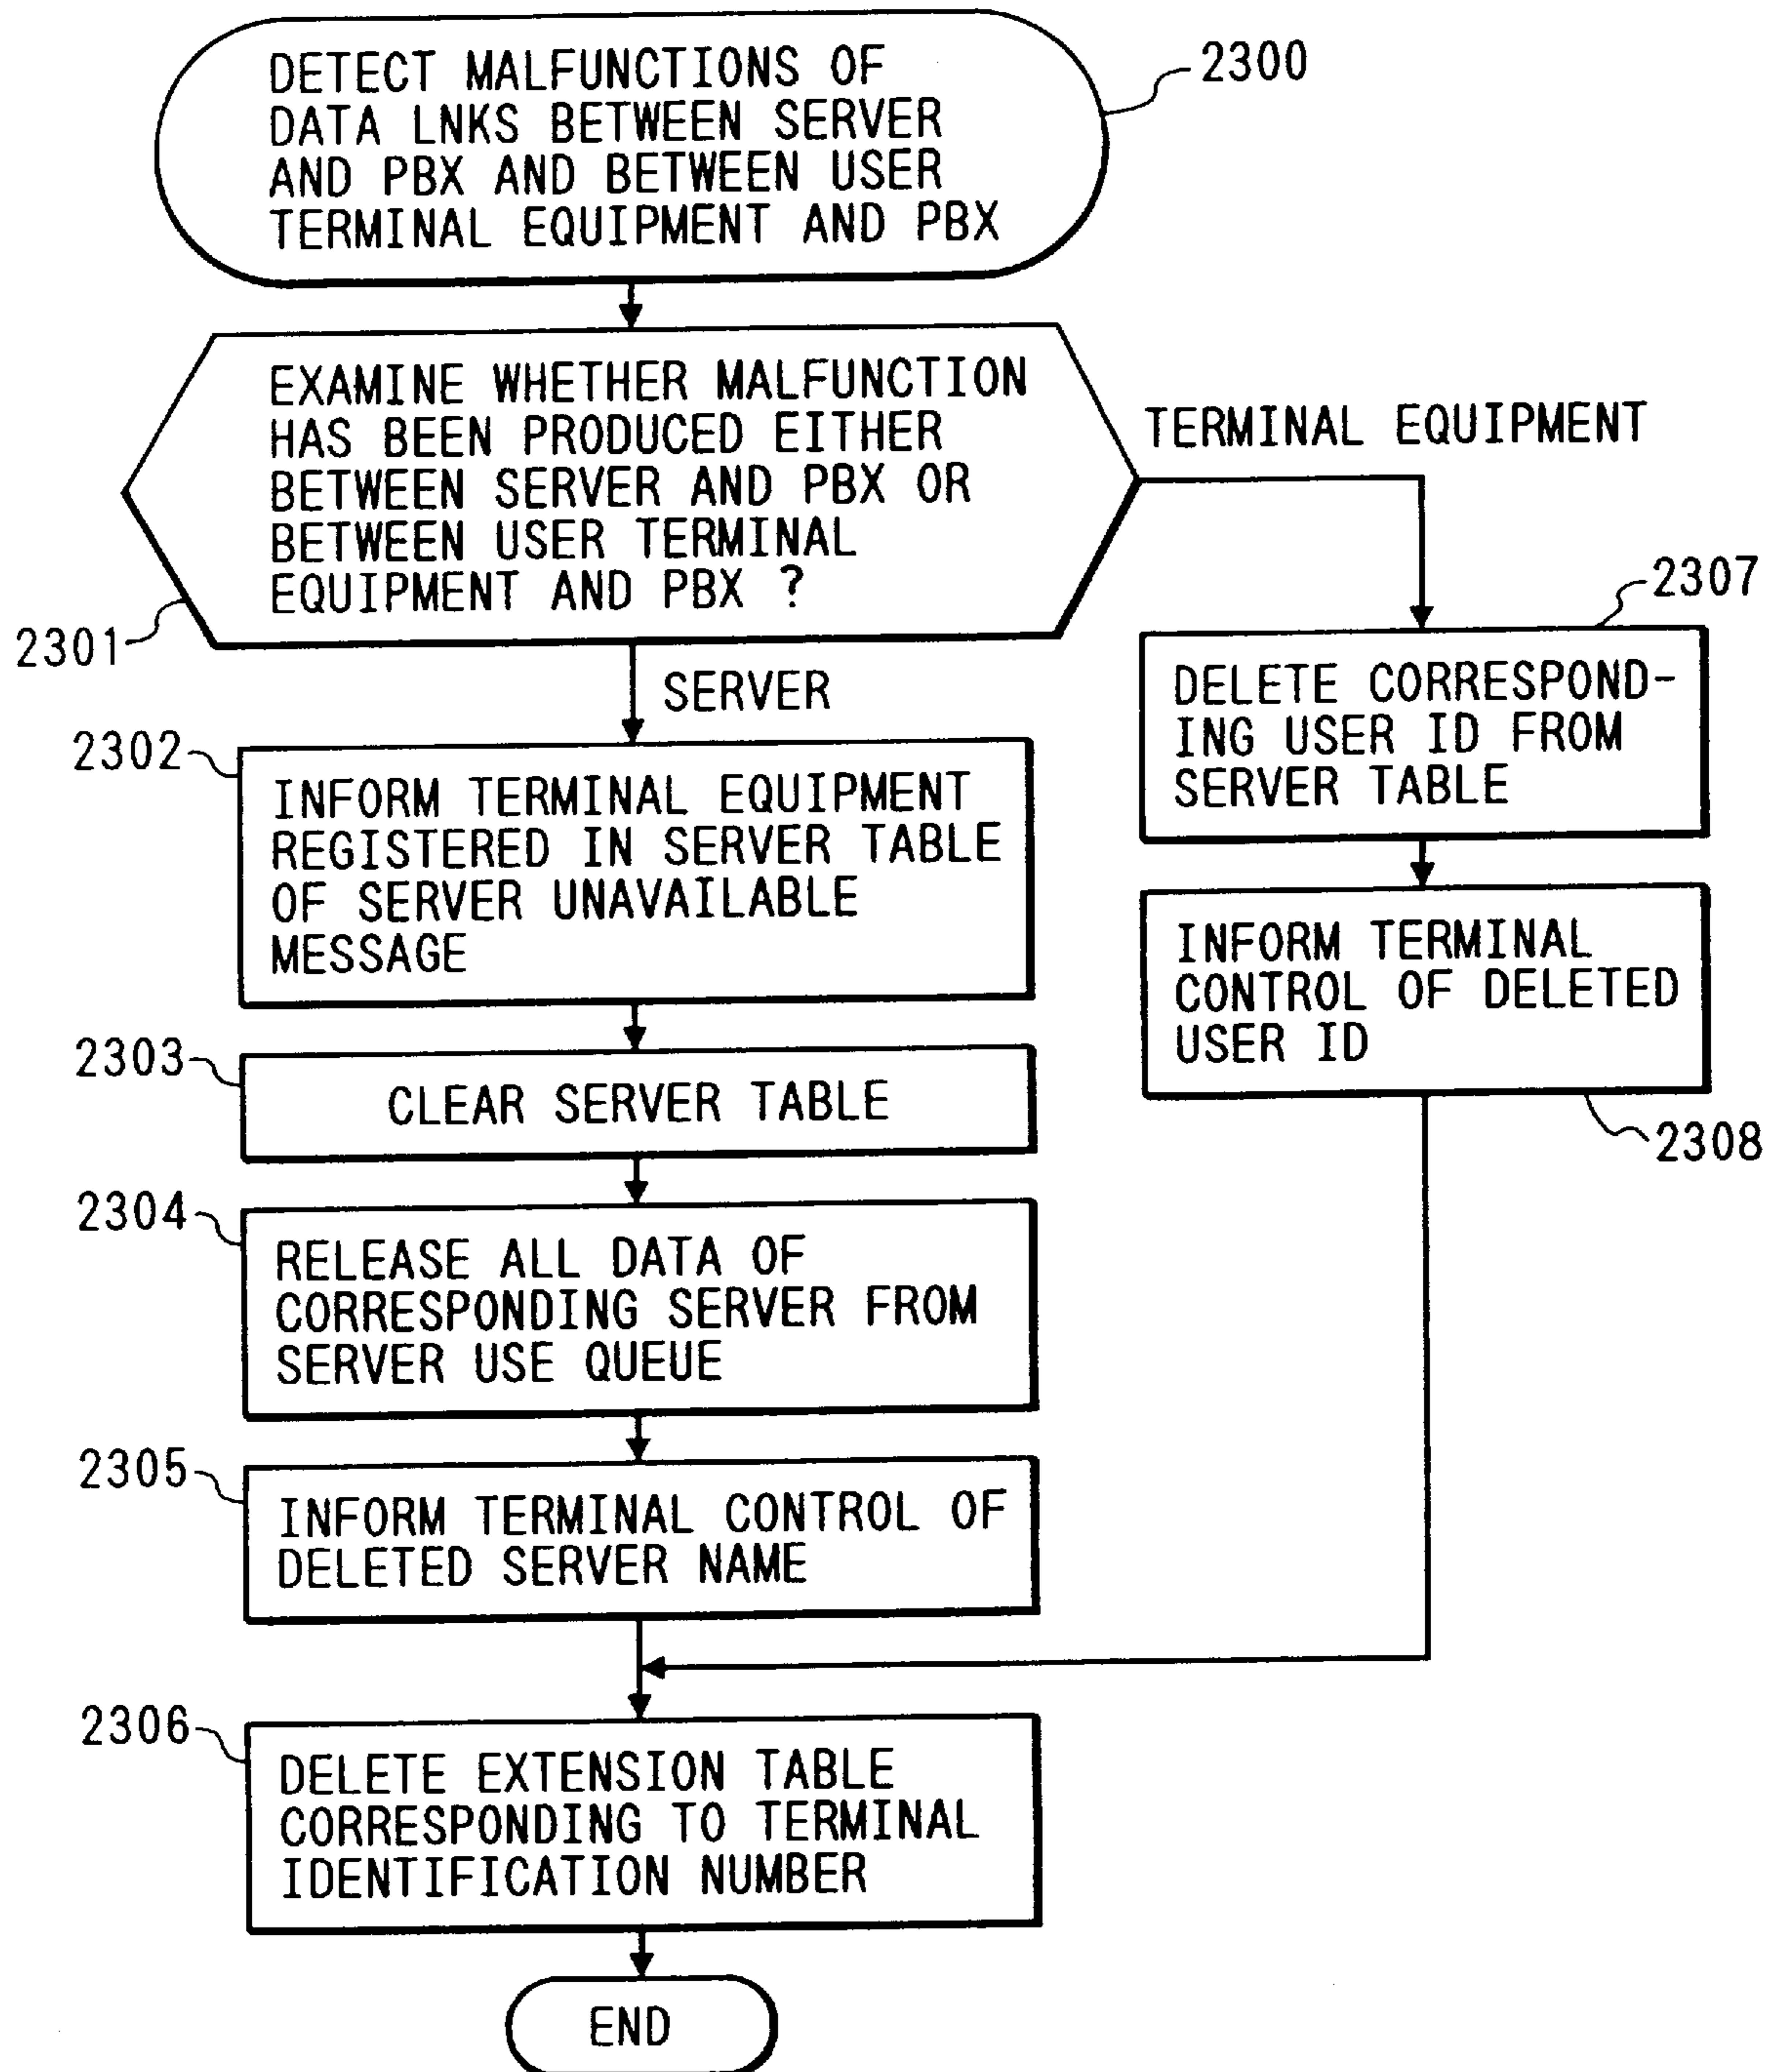 DETECT MALFUNCTIONS OF
DATA LNKS BETWEEN SERVER
AND PBX AND BETWEEN USER
TERMINAL EQUIPMENT AND PBX
2300
EXAMINE WHETHER MALFUNCTION
HAS BEEN PRODUCED EITHER
BETWEEN SERVER AND PBX OR
BETWEEN USER TERMINAL
EQUIPMENT AND PBX ?
2301
TERMINAL EQUIPMENT
SERVER
2302
INFORM TERMINAL EQUIPMENT
REGISTERED IN SERVER TABLE
OF SERVER UNAVAILABLE
MESSAGE
2303
CLEAR SERVER TABLE
2304
RELEASE ALL DATA OF
CORRESPONDING SERVER FROM
SERVER USE QUEUE
2305
INFORM TERMINAL CONTROL OF
DELETED SERVER NAME
2307
DELETE CORRESPOND-
ING USER ID FROM
SERVER TABLE
INFORM TERMINAL
CONTROL OF DELETED
USER ID
2308
2306
DELETE EXTENSION TABLE
CORRESPONDING TO TERMINAL
IDENTIFICATION NUMBER
END